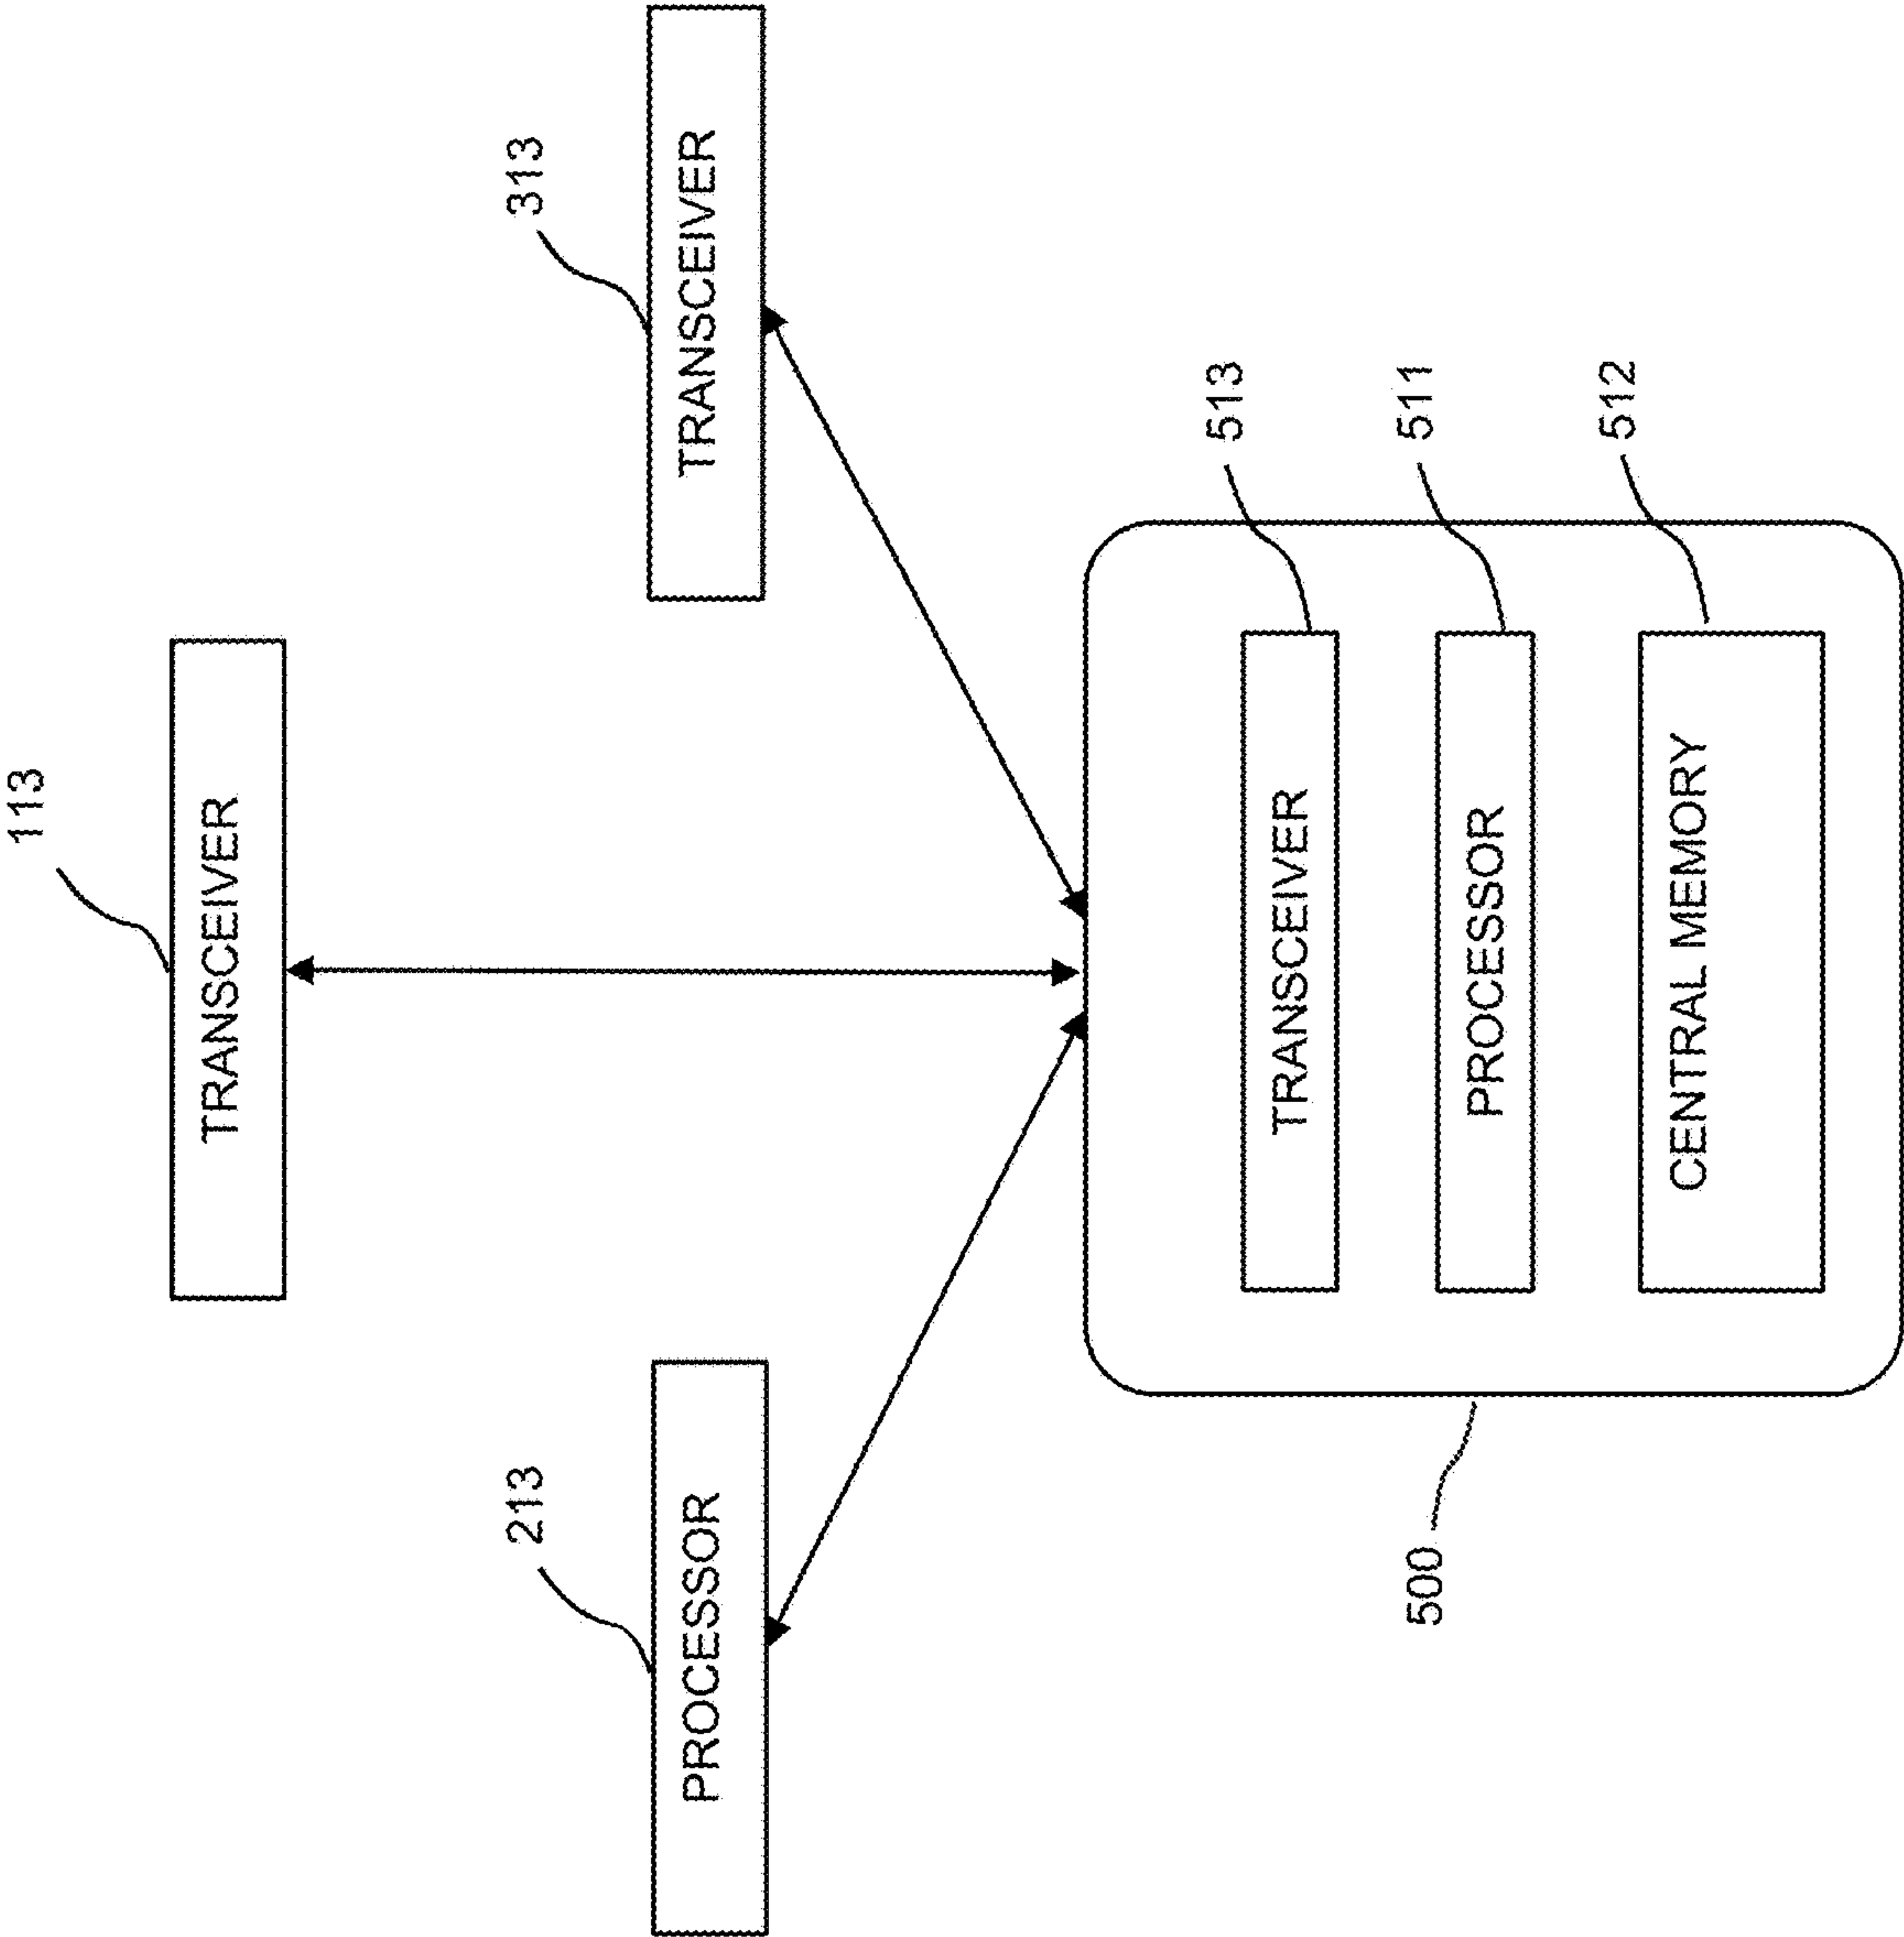 113
TRANSCEIVER
213
PROCESSOR
313
TRANSCEIVER
500
TRANSCEIVER
513
PROCESSOR
511
CENTRAL MEMORY
512